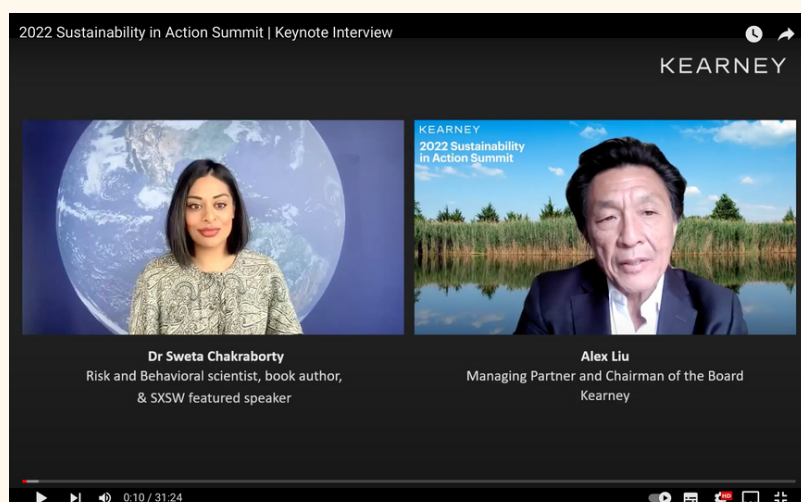 2022 Sustainability in Action Summit | Keynote Interview
KEARNEY
KEARNEY
2022 Sustainability
in Action Summit
Dr Sweta Chakraborty
Risk and Behavioral scientist, book author,
& SXSW featured speaker
Alex Liu
Managing Partner and Chairman of the Board
Kearney
0:10 / 31:24
HD